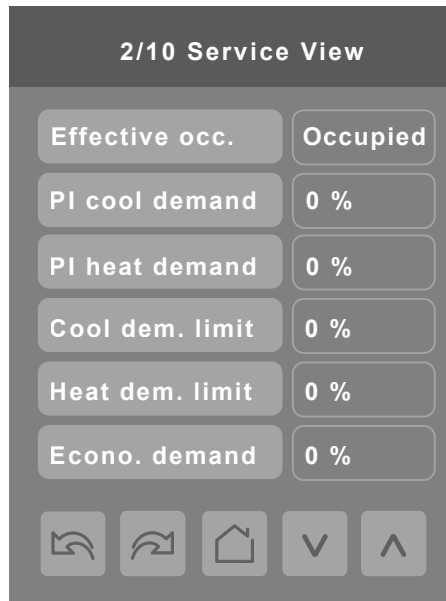 2/10 Service View
Effective occ. Occupied
PI cool demand 0 %
PI heat demand 0 %
Cool dem. limit 0 %
Heat dem. limit 0 %
Econo. demand 0 %